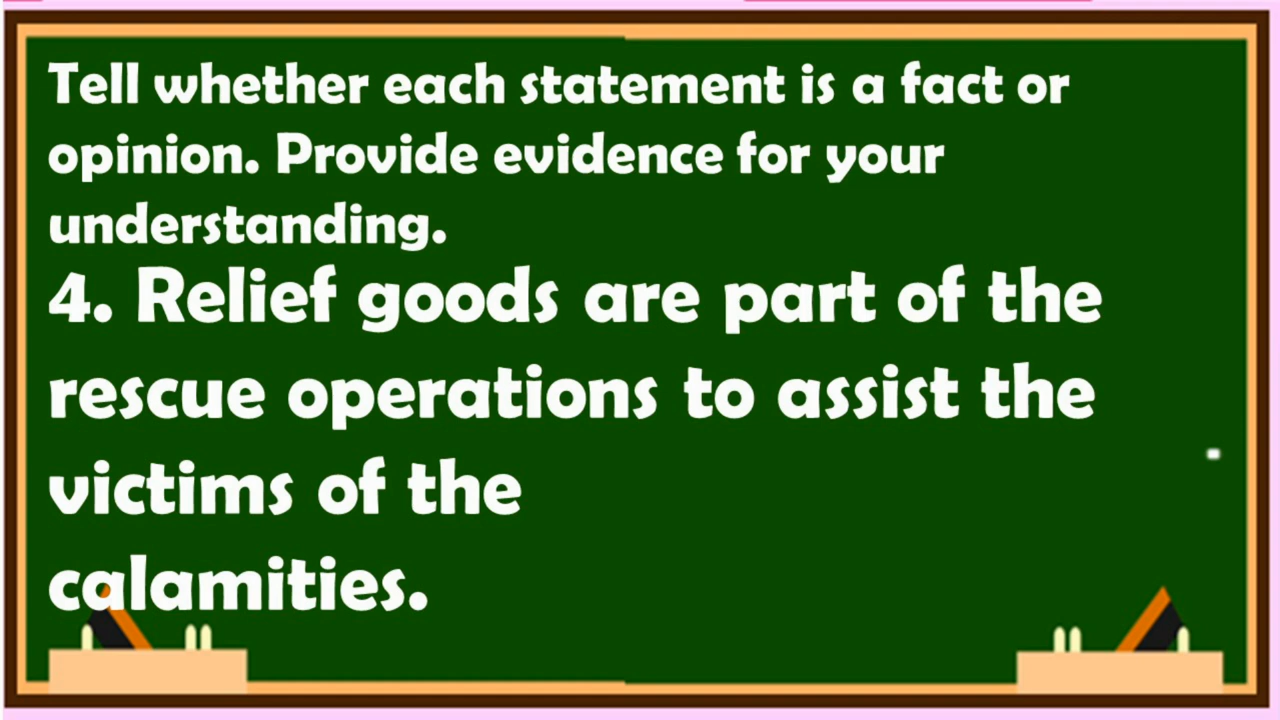 Tell whether each statement is a fact or
opinion. Provide evidence for your
understanding.
4. Relief goods are part of the
rescue operations to assist the
victims of the
calamities.